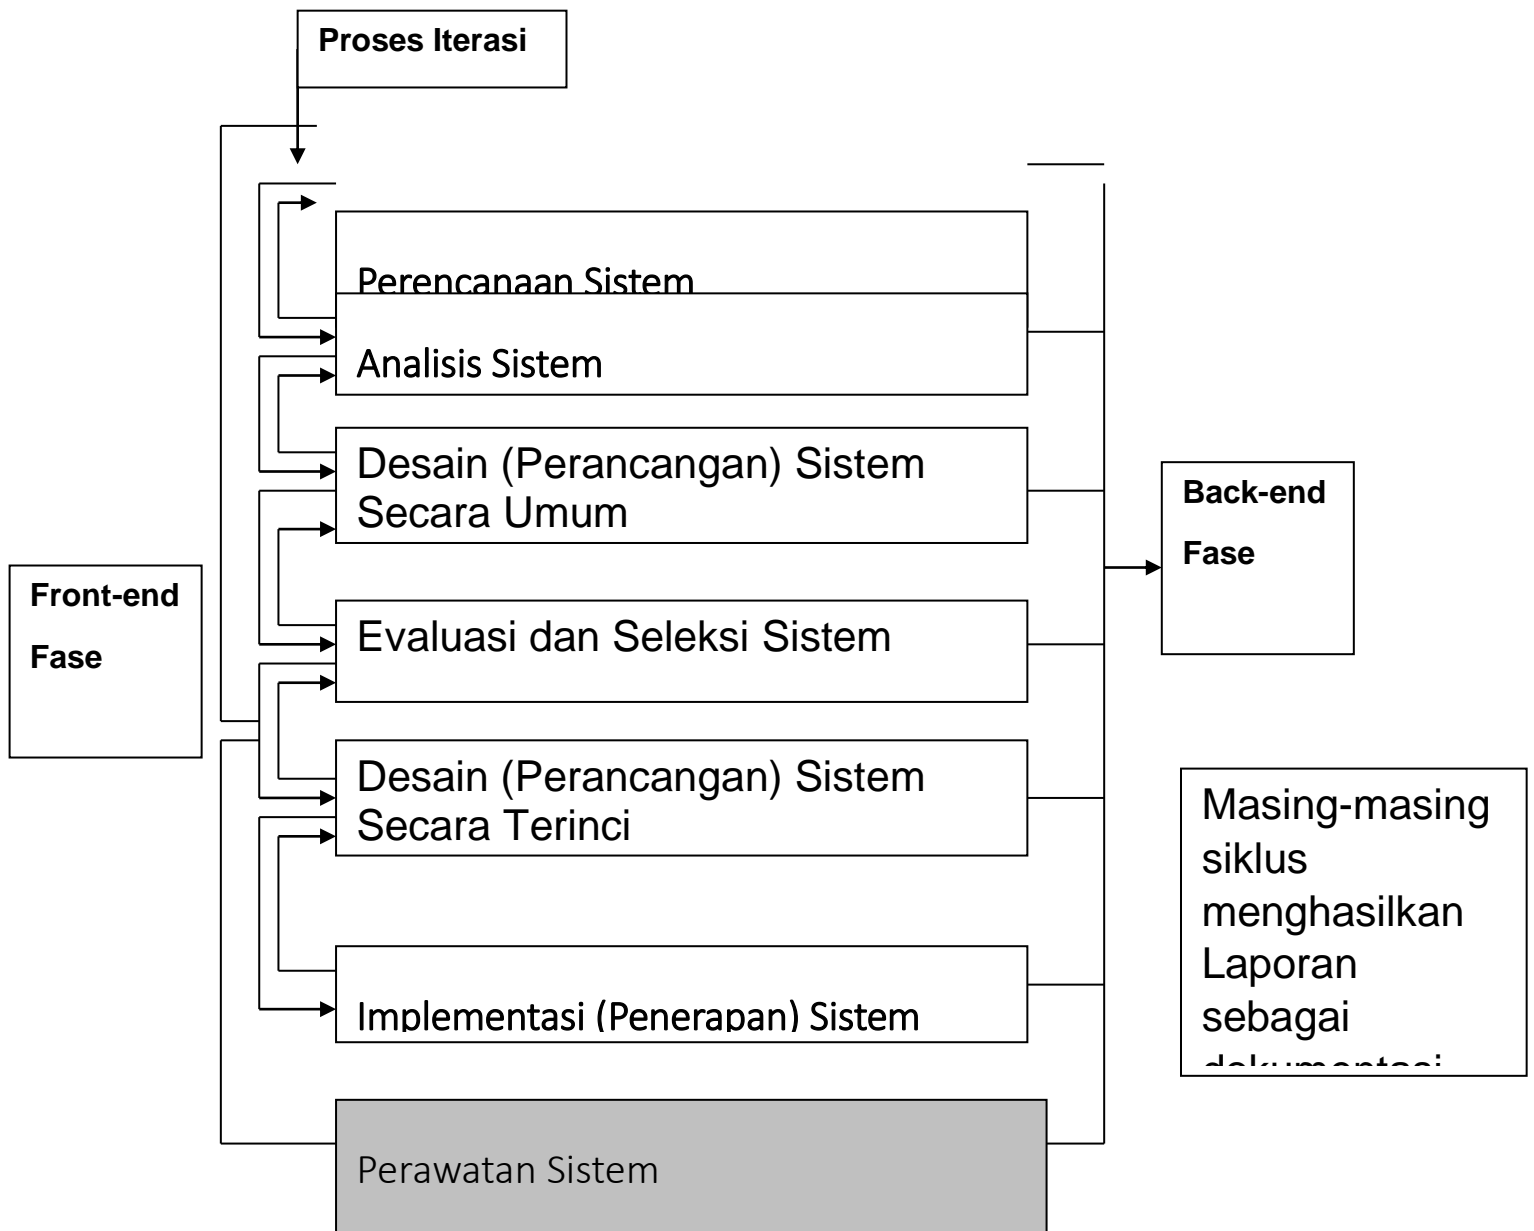 Proses Iterasi
Perencanaan Sistem
Analisis Sistem
Desain (Perancangan) Sistem
Secara Umum
Back-end
Fase
Front-end
Fase
Evaluasi dan Seleksi Sistem
Desain (Perancangan) Sistem
Secara Terinci
Masing-masing
siklus
menghasilkan
Laporan
sebagai
dokumentasi
Implementasi (Penerapan) Sistem
Perawatan Sistem